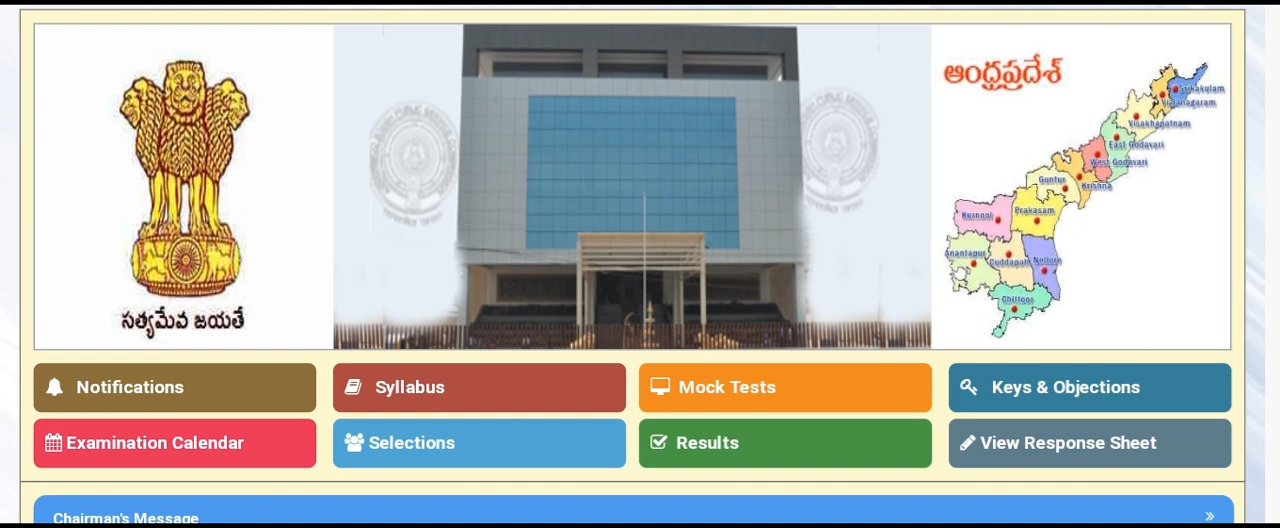 ఆంధ్రప్రదేశ్
Srikakulam
Vizianagaram
Visakhapatnam
East Godavari
West Godavari
Guntur
Krishna
Kurnool
Prakasam
Anantapur
Cuddapah
Nellore
Chittoor
సత్యమేవ జయతే
Notifications
Syllabus
Mock Tests
Keys & Objections
Examination Calendar
Selections
Results
View Response Sheet
Chairman's Message